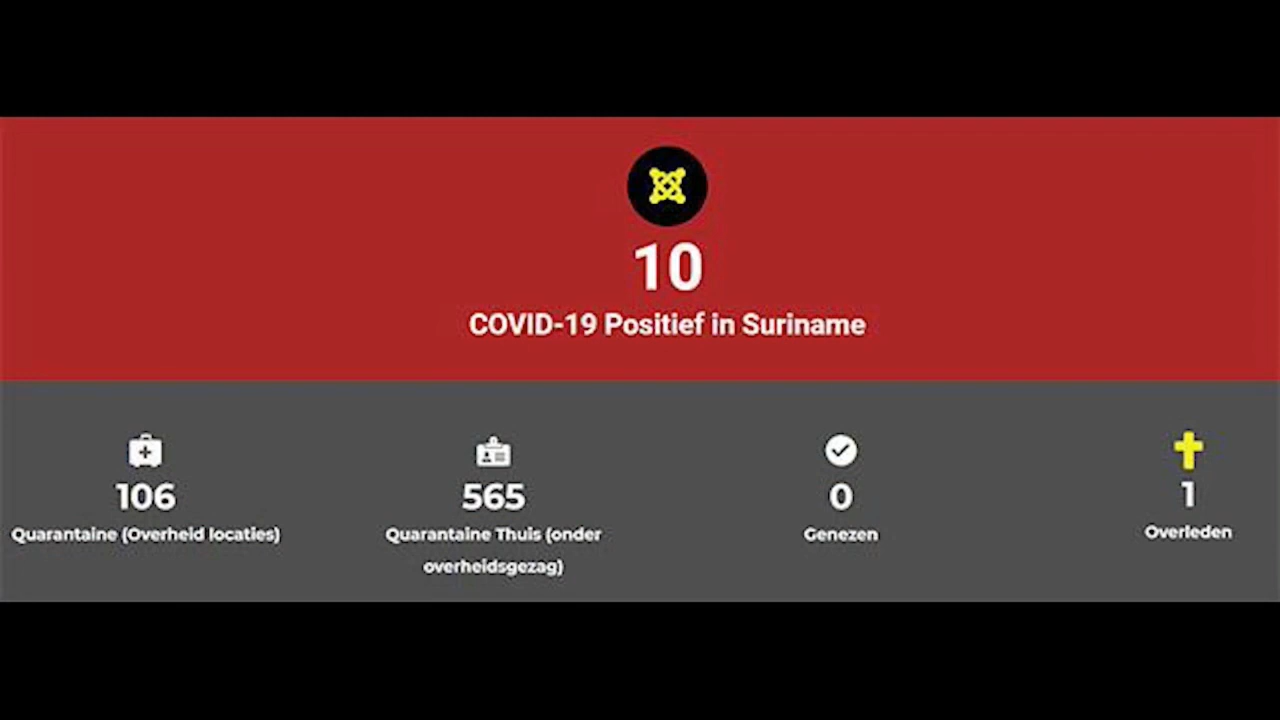 10
COVID-19 Positief in Suriname
106
Quarantaine (Overheid locaties)
565
Quarantaine Thuis (onder
overheidsgezag)
0
Genezen
1
Overleden